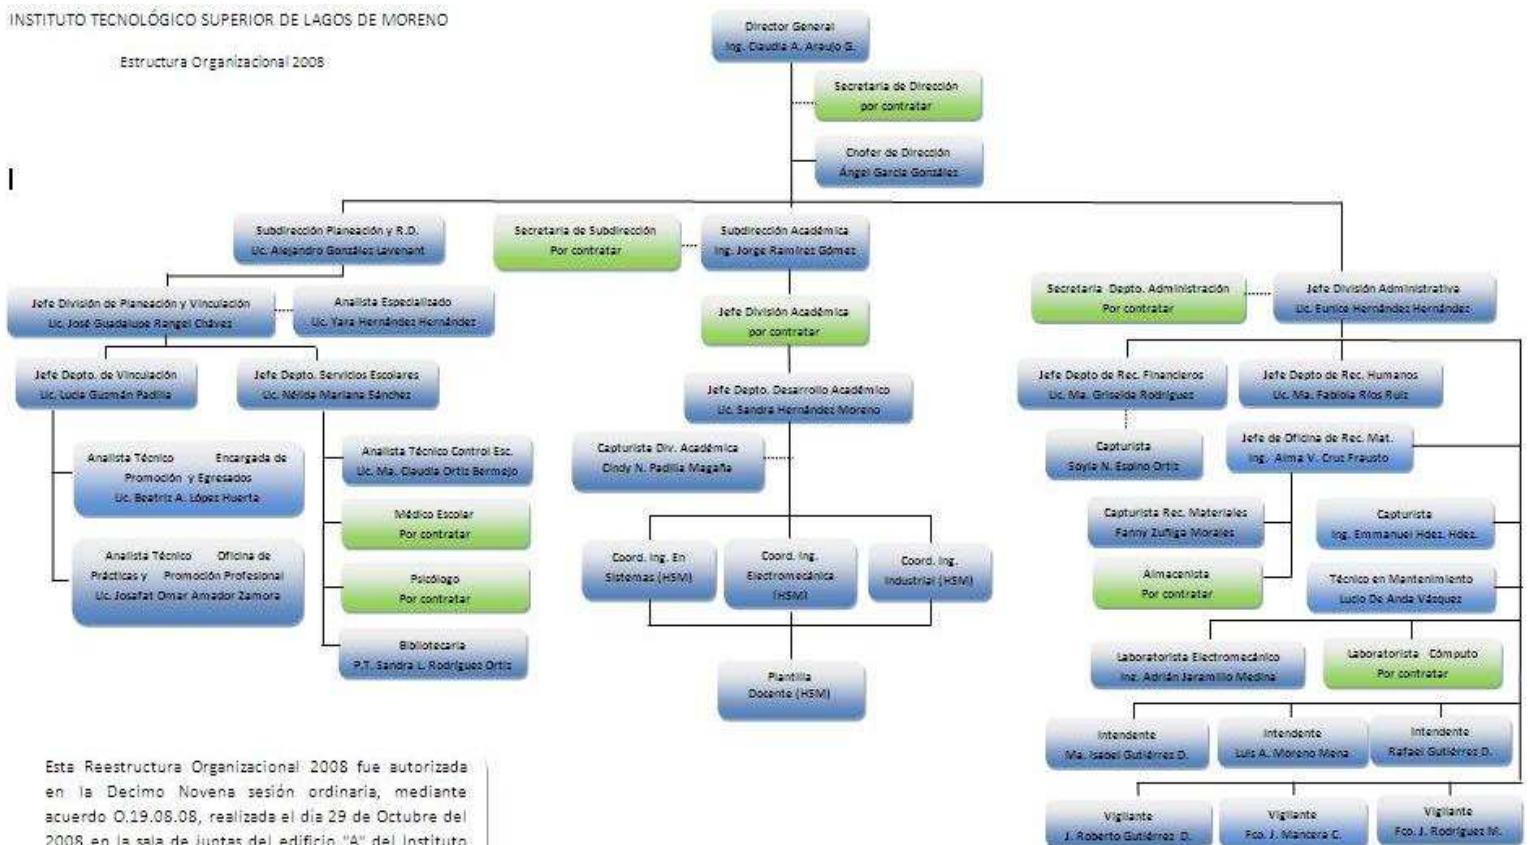 INSTITUTO TECNOLÓGICO SUPERIOR DE LAGOS DE MORENO
Estructura Organizacional 2008
Director General
Ing. Claudia A. Araujo G.
Secretaria de Dirección
por contratar
Chofer de Dirección
Ángel García González
Subdirección Planeación y R.D.
Lic. Alejandro González Lavenant
Secretaria de Subdirección
Por contratar
Subdirección Académica
Ing. Jorge Ramírez Gómez
Jefe División de Planeación y Vinculación
Lic. José Guadalupe Rangel Chávez
Analista Especializado
Lic. Yara Hernández Hernández
Jefe División Académica
por contratar
Secretaria Depto. Administración
Por contratar
Jefe División Administrativa
Lic. Eunice Hernández Hernández
Jefe Depto. de Vinculación
Lic. Lucia Guzmán Padilla
Jefe Depto. Servicios Escolares
Lic. Nélida Mariana Sánchez
Jefe Depto. Desarrollo Académico
Lic. Sandra Hernández Moreno
Jefe Depto de Rec. Financieros
Lic. Ma. Griselda Rodríguez
Jefe Depto de Rec. Humanos
Lic. Ma. Fabiola Ríos Ruiz
Analista Técnico Encargada de
Promoción y Egresados
Lic. Beatriz A. López Huerta
Analista Técnico Control Esc.
Lic. Ma. Claudia Ortiz Bermejo
Capturista Div. Académica
Cindy N. Padilla Magaña
Capturista
Soyla N. Espino Ortiz
Jefe de Oficina de Rec. Mat.
Ing. Alma V. Cruz Frausto
Médico Escolar
Por contratar
Capturista Rec. Materiales
Fanny Zuñiga Morales
Capturista
Ing. Emmanuel Hdez. Hdez.
Analista Técnico Oficina de
Prácticas y Promoción Profesional
Lic. Josafat Omar Amador Zamora
Psicólogo
Por contratar
Coord. Ing. En
Sistemas (HSM)
Coord. Ing.
Electromecánica
(HSM)
Coord. Ing.
Industrial (HSM)
Almacenista
Por contratar
Técnico en Mantenimiento
Lucio De Anda Vázquez
Bibliotecaria
P.T. Sandra L. Rodríguez Ortiz
Plantilla
Docente (HSM)
Laboratorista Electromecánico
Ing. Adrián Jaramillo Medina
Laboratorista Cómputo
Por contratar
Intendente
Ma. Isabel Gutiérrez D.
Intendente
Luis A. Moreno Mena
Intendente
Rafael Gutiérrez D.
Vigilante
J. Roberto Gutiérrez D.
Vigilante
Fco. J. Mancera C.
Vigilante
Fco. J. Rodríguez M.
Esta Reestructura Organizacional 2008 fue autorizada
en la Decimo Novena sesión ordinaria, mediante
acuerdo O.19.08.08, realizada el día 29 de Octubre del
2008 en la sala de juntas del edificio "A" del Instituto